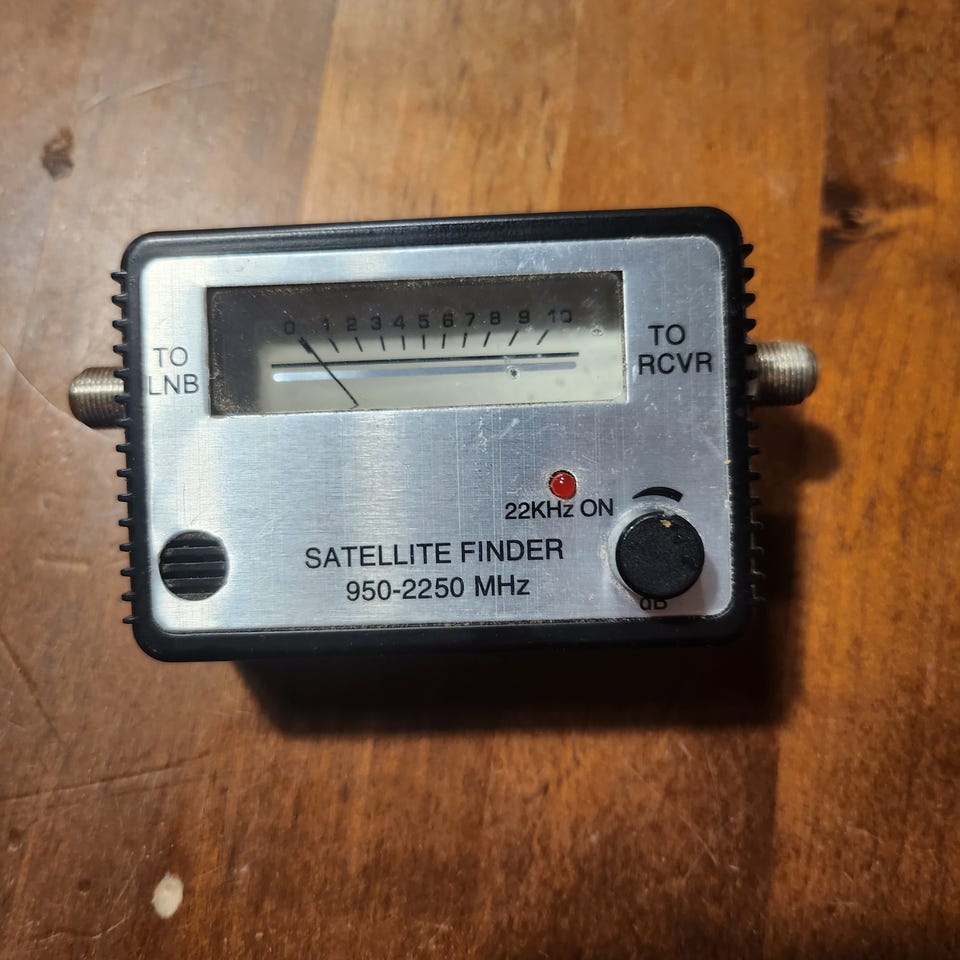 0 1 2 3 4 5 6 7 8 9 10
TO
LNB
TO
RCVR
22KHz ON
SATELLITE FINDER
950-2250 MHz
dB